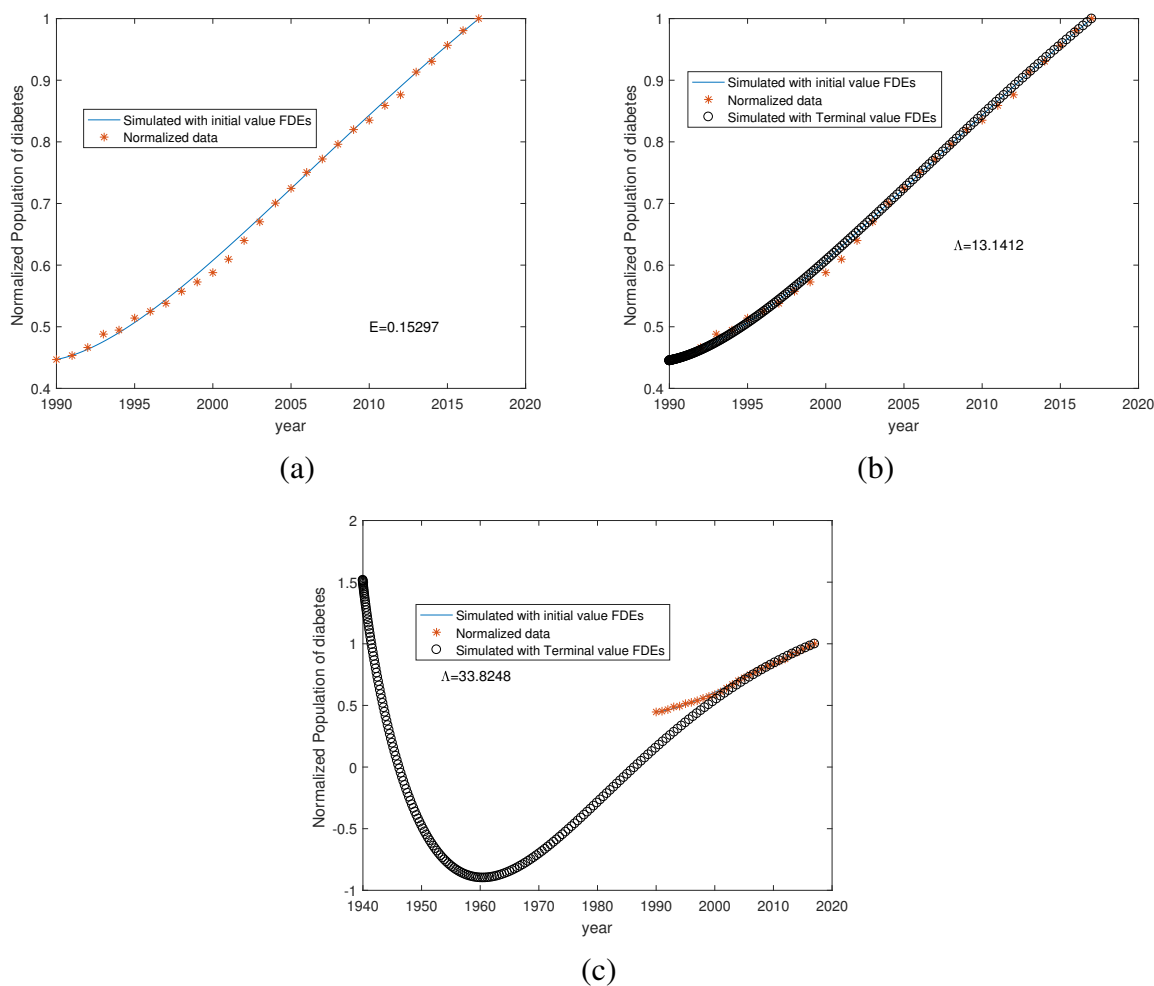 Normalized Population of diabetes
1
0.9
0.8
0.7
0.6
0.5
0.4
Simulated with initial value FDEs
Normalized data
E=0.15297
1990 1995 2000 2005 2010 2015 2020
year
(a)
Normalized Population of diabetes
1
0.9
0.8
0.7
0.6
0.5
0.4
Simulated with initial value FDEs
Normalized data
Simulated with Terminal value FDEs
Λ=13.1412
1990 1995 2000 2005 2010 2015 2020
year
(b)
Normalized Population of diabetes
2
1.5
1
0.5
0
-0.5
-1
Simulated with initial value FDEs
Normalized data
Simulated with Terminal value FDEs
Λ=33.8248
1940 1950 1960 1970 1980 1990 2000 2010 2020
year
(c)